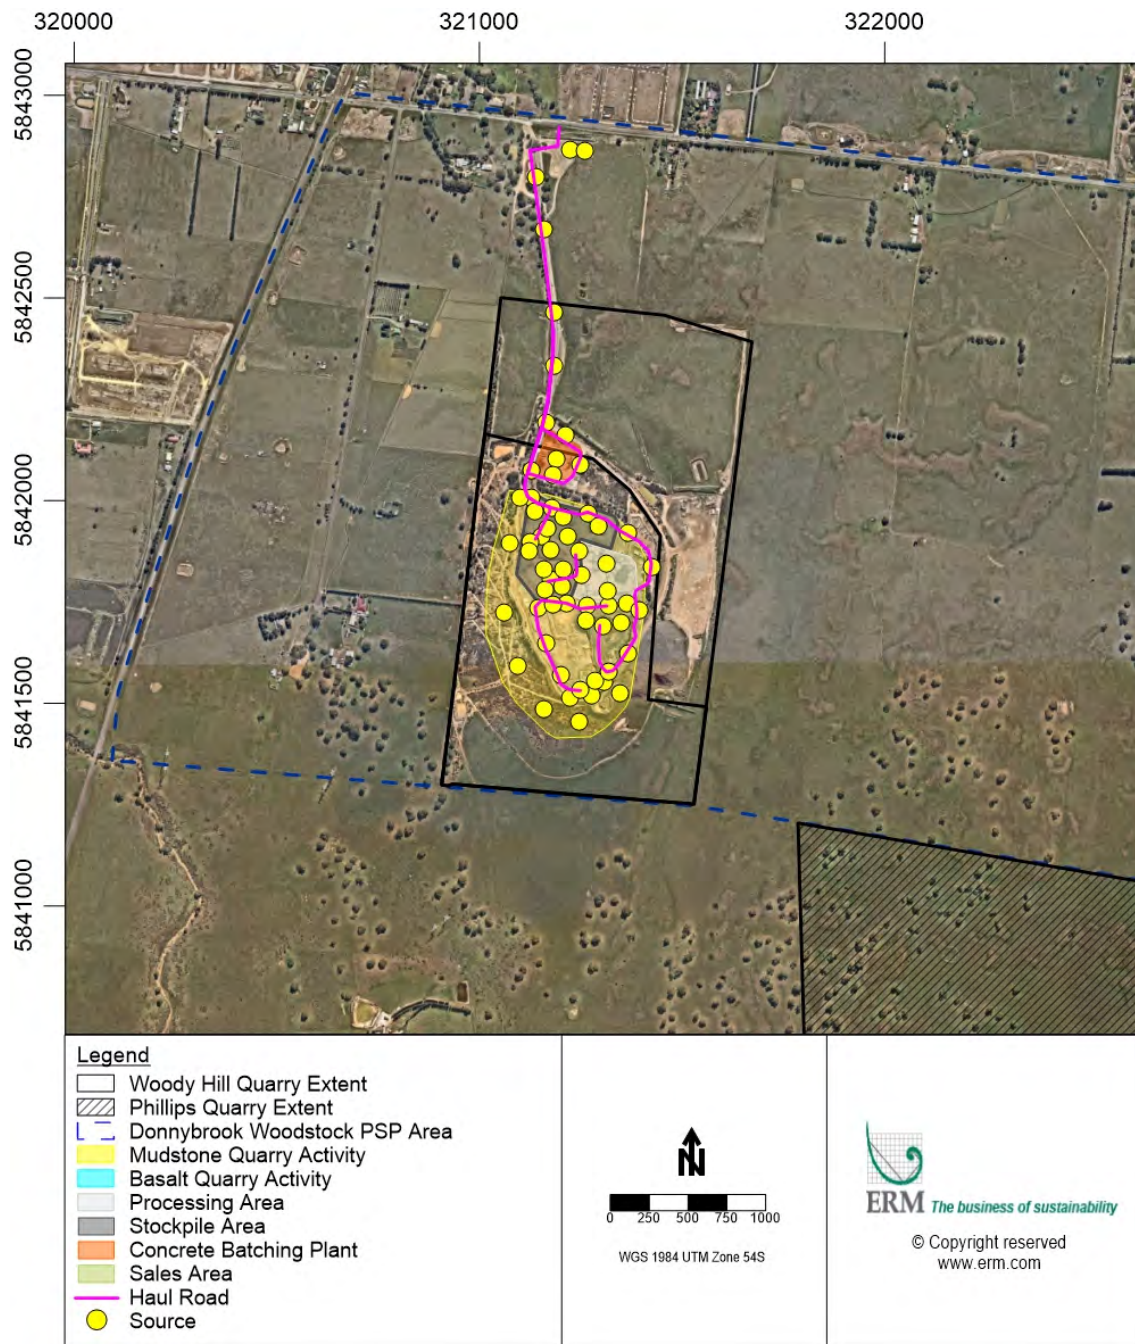 320000
321000
322000
5843000
5842500
5842000
5841500
5841000
Legend
Woody Hill Quarry Extent
Phillips Quarry Extent
Donnybrook Woodstock PSP Area
Mudstone Quarry Activity
Basalt Quarry Activity
Processing Area
Stockpile Area
Concrete Batching Plant
Sales Area
Haul Road
Source
N
0 250 500 750 1000
WGS 1984 UTM Zone 54S
ERM The business of sustainability
© Copyright reserved
www.erm.com